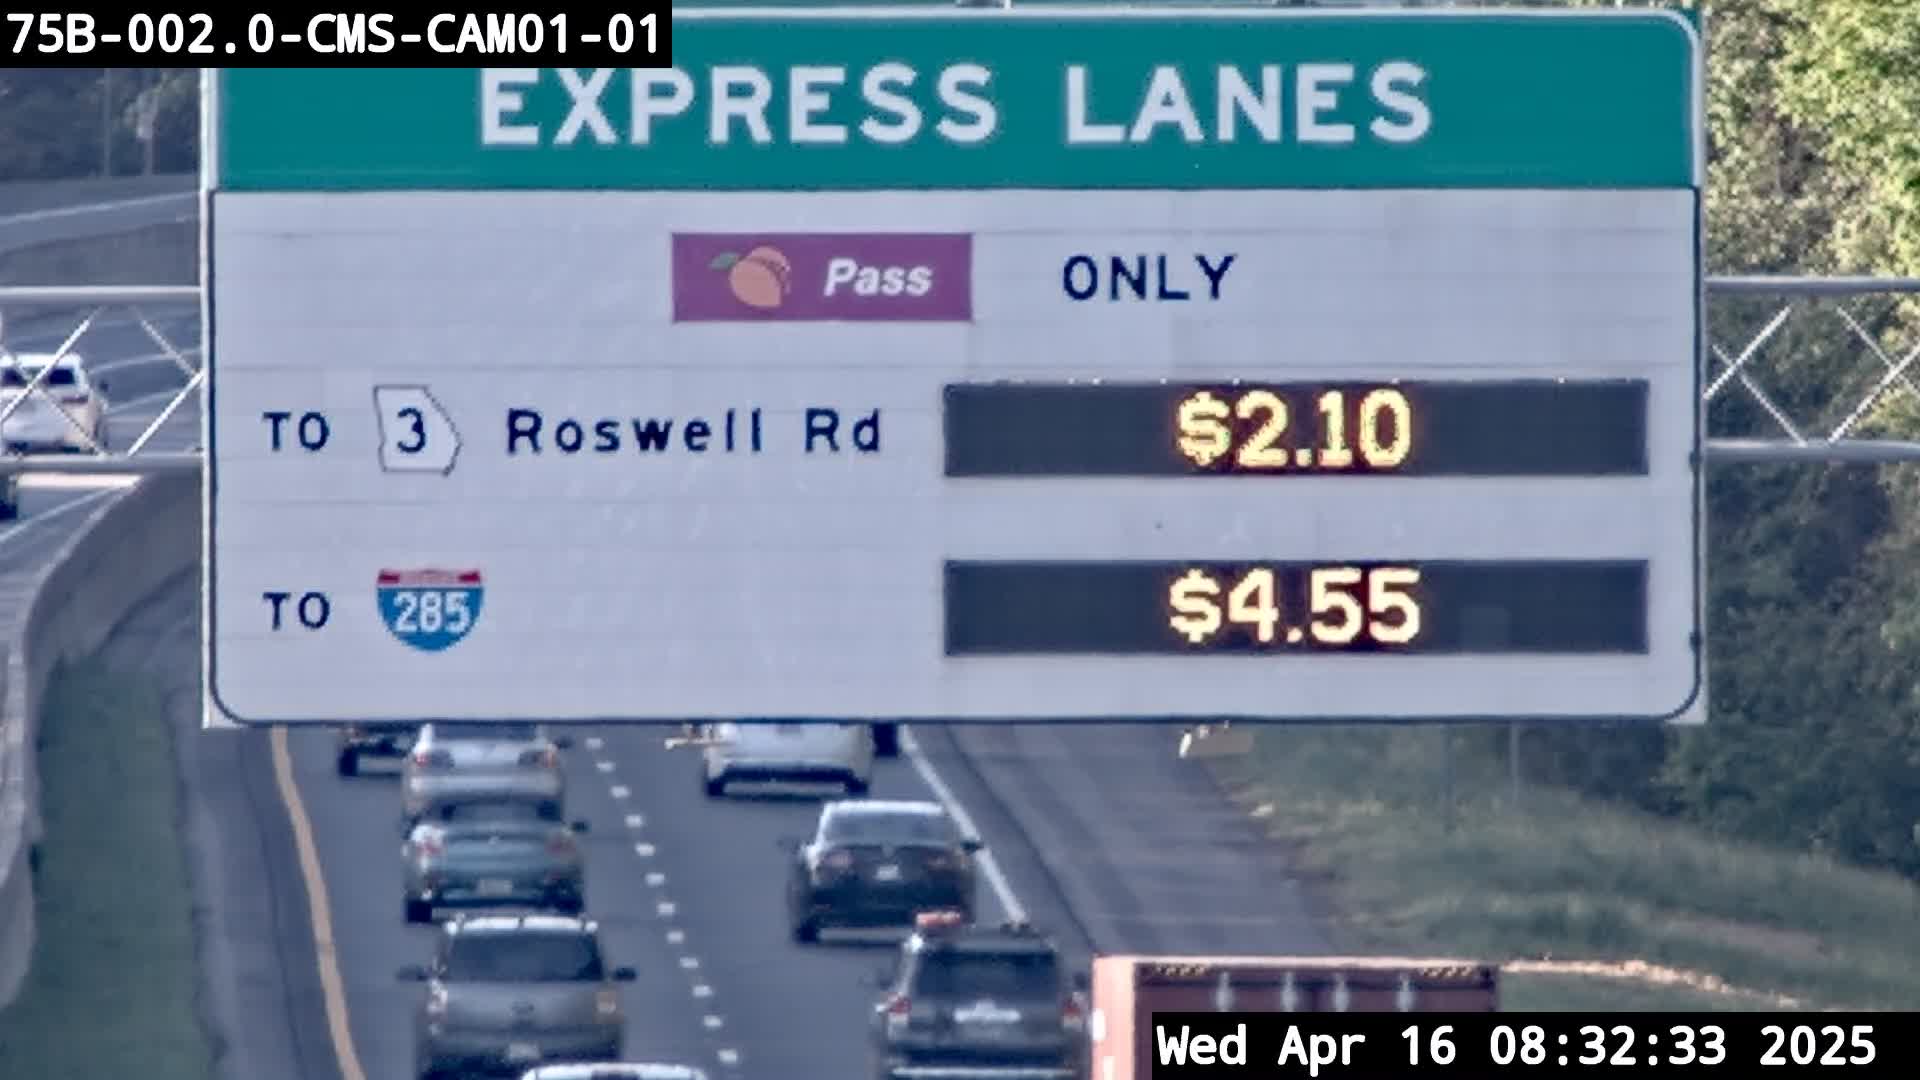 75B-002.0-CMS-CAM01-01
EXPRESS LANES
Pass ONLY
TO 3 Roswell Rd $2.10
TO 285 $4.55
Wed Apr 16 08:32:33 2025